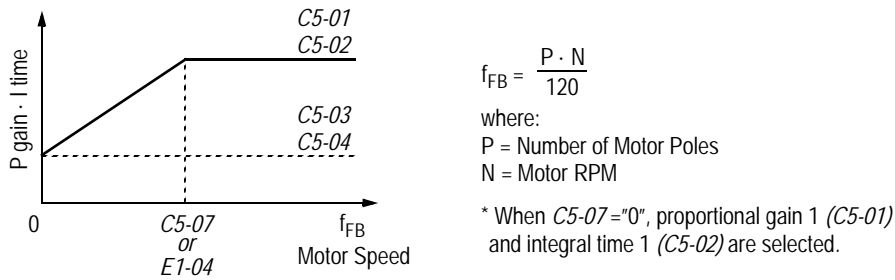 C5-01
C5-02
P gain · I time
C5-03
C5-04
0
C5-07
or
E1-04
f_FB
Motor Speed
f_FB = P · N
120
where:
P = Number of Motor Poles
N = Motor RPM
* When C5-07 ="0", proportional gain 1 (C5-01)
and integral time 1 (C5-02) are selected.